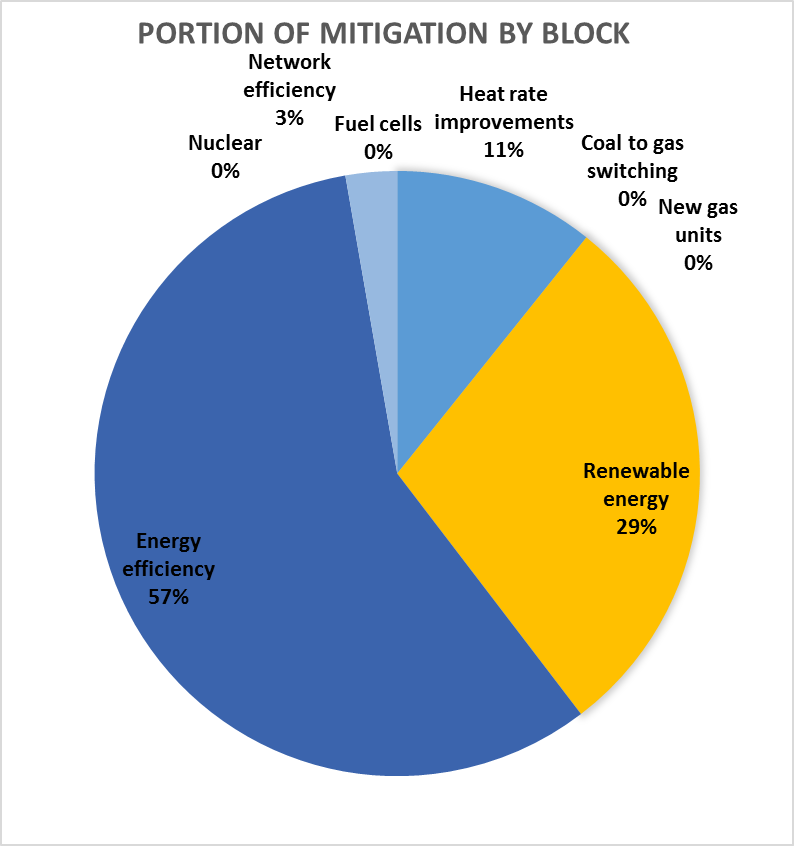 PORTION OF MITIGATION BY BLOCK
Network
efficiency
3%
Nuclear
0%
Fuel cells
0%
Heat rate
improvements
11%
Coal to gas
switching
0%
New gas
units
0%
Renewable
energy
29%
Energy
efficiency
57%